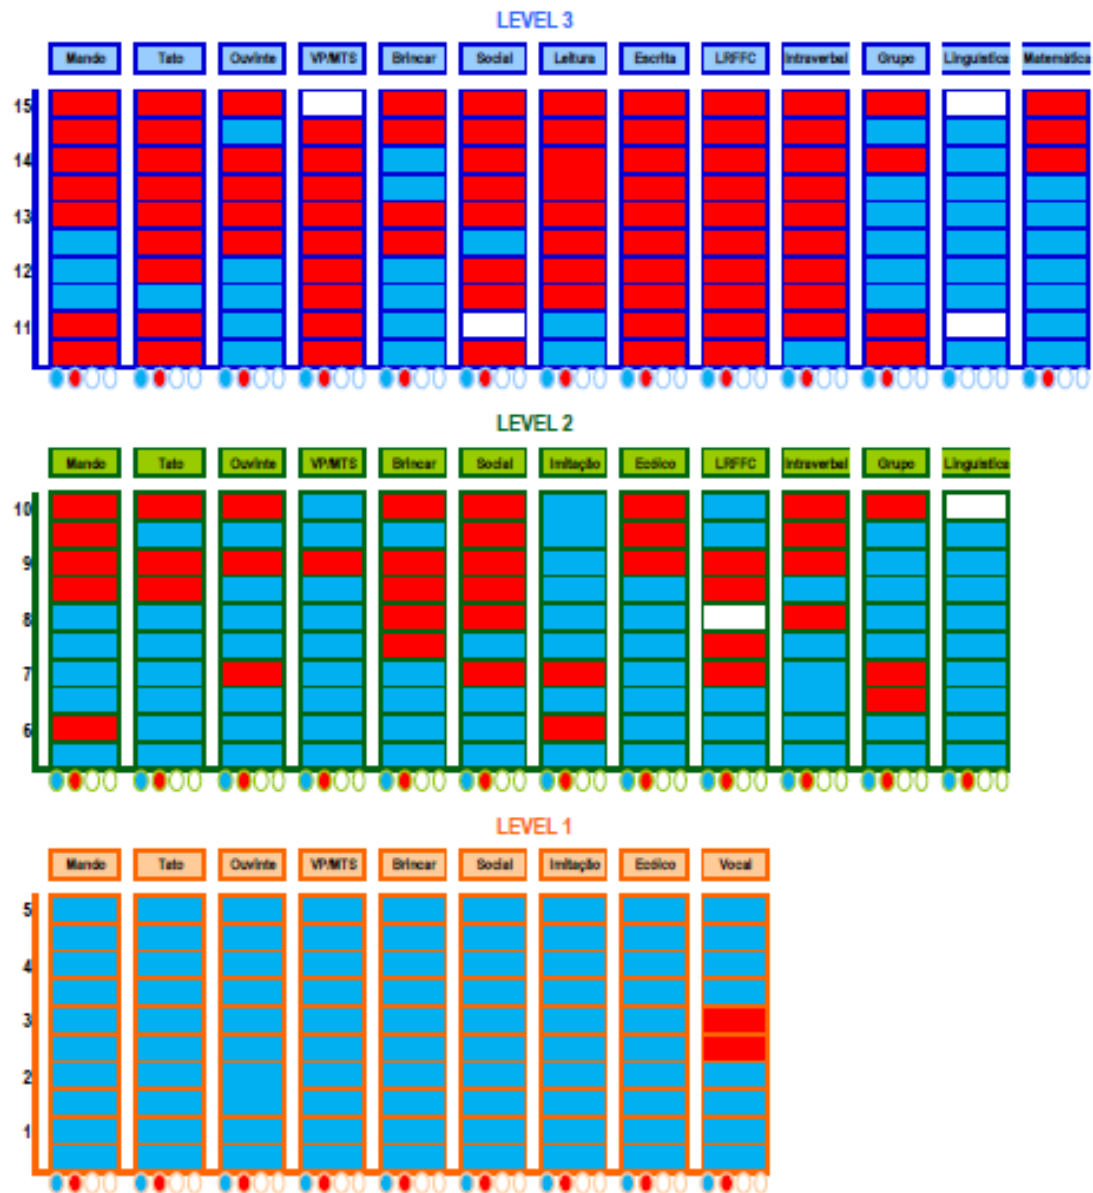 LEVEL 3
Mando Tato Ouvinte VP/MTS Brincar Social Leitura Escrita LRFFC Intraverbal Grupo Linguistica Matemática
15
14
13
12
11
LEVEL 2
Mando Tato Ouvinte VP/MTS Brincar Social Imitação Ecóico LRFFC Intraverbal Grupo Linguistica
10
9
8
7
6
LEVEL 1
Mando Tato Ouvinte VP/MTS Brincar Social Imitação Ecóico Vocal
5
4
3
2
1